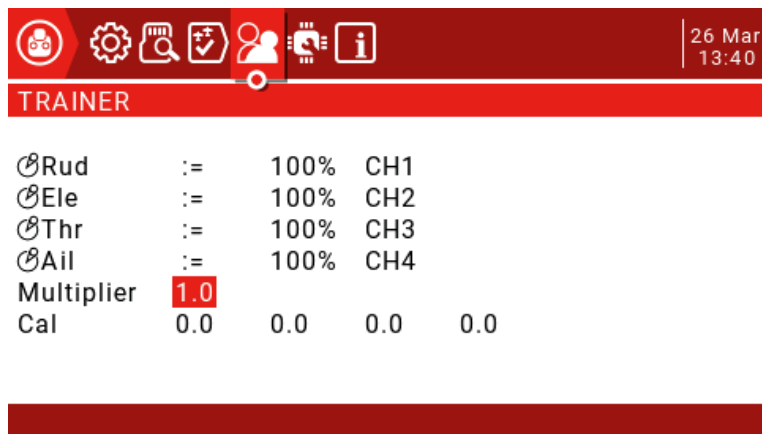 26 Mar
13:40
TRAINER
Rud := 100% CH1
Ele := 100% CH2
Thr := 100% CH3
Ail := 100% CH4
Multiplier 1.0
Cal 0.0 0.0 0.0 0.0